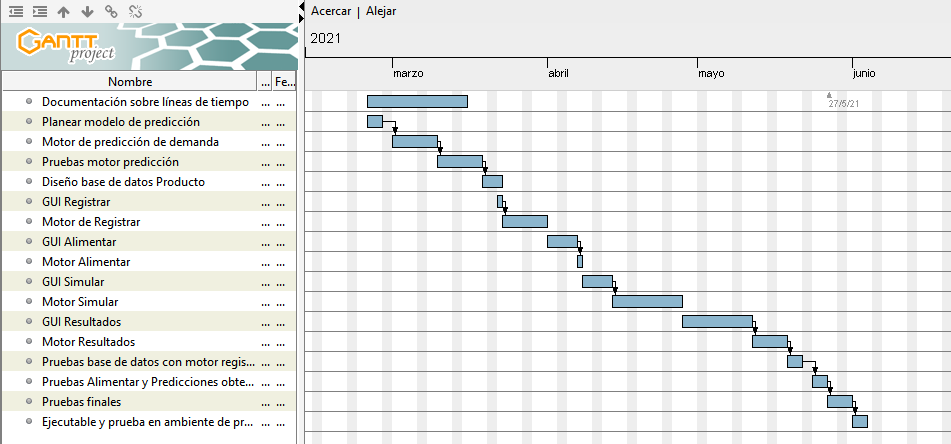 Acercar | Alejar
GANTT
project
2021
Nombre ... Fe...
marzo abril mayo junio
27/5/21
Documentación sobre líneas de tiempo ... ...
Planear modelo de predicción ... ...
Motor de predicción de demanda ... ...
Pruebas motor predicción ... ...
Diseño base de datos Producto ... ...
GUI Registrar ... ...
Motor de Registrar ... ...
GUI Alimentar ... ...
Motor Alimentar ... ...
GUI Simular ... ...
Motor Simular ... ...
GUI Resultados ... ...
Motor Resultados ... ...
Pruebas base de datos con motor regis... ... ...
Pruebas Alimentar y Predicciones obte... ... ...
Pruebas finales ... ...
Ejecutable y prueba en ambiente de pr... ... ...